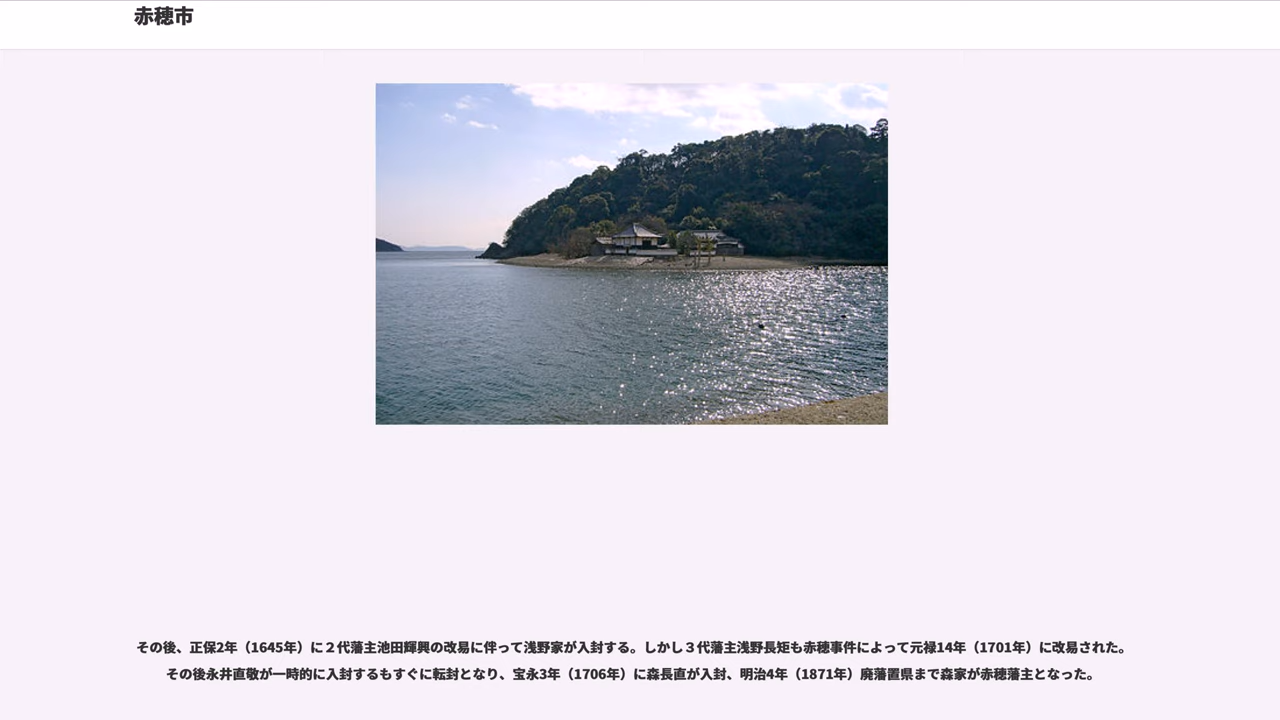 赤穂市
その後、正保2年（1645年）に２代藩主池田輝興の改易に伴って浅野家が入封する。しかし３代藩主浅野長矩も赤穂事件によって元禄14年（1701年）に改易された。
その後永井直敬が一時的に入封するもすぐに転封となり、宝永3年（1706年）に森長直が入封、明治4年（1871年）廃藩置県まで森家が赤穂藩主となった。